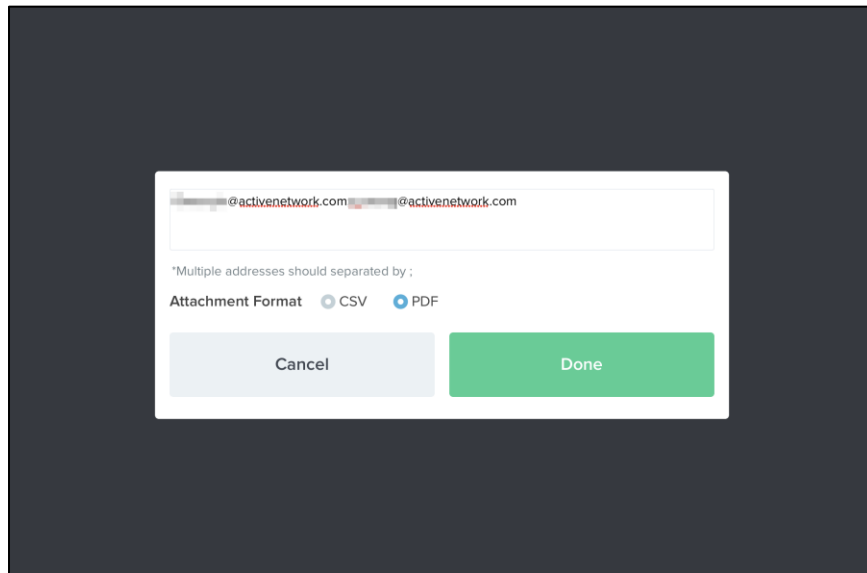 @activenetwork.com @activenetwork.com
*Multiple addresses should separated by ;
Attachment Format CSV PDF
Cancel Done